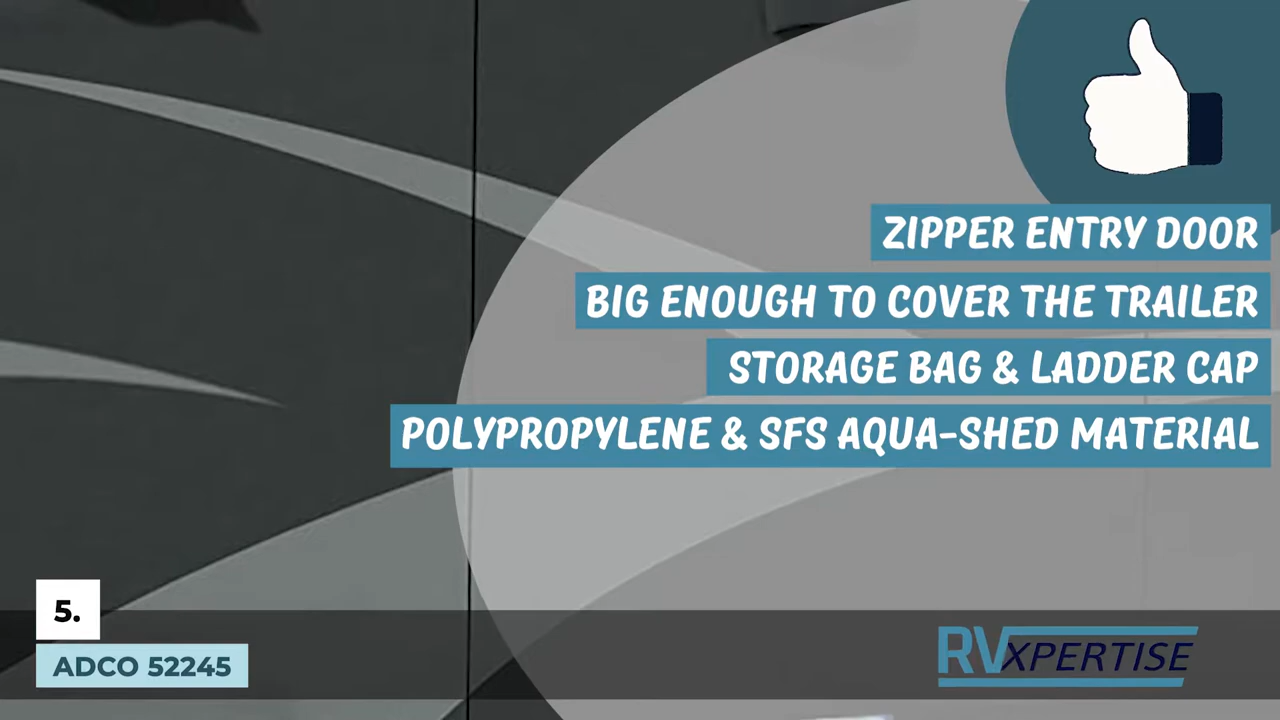 ZIPPER ENTRY DOOR
BIG ENOUGH TO COVER THE TRAILER
STORAGE BAG & LADDER CAP
POLYPROPYLENE & SFS AQUA-SHED MATERIAL
5.
ADCO 52245
RVXPERTISE